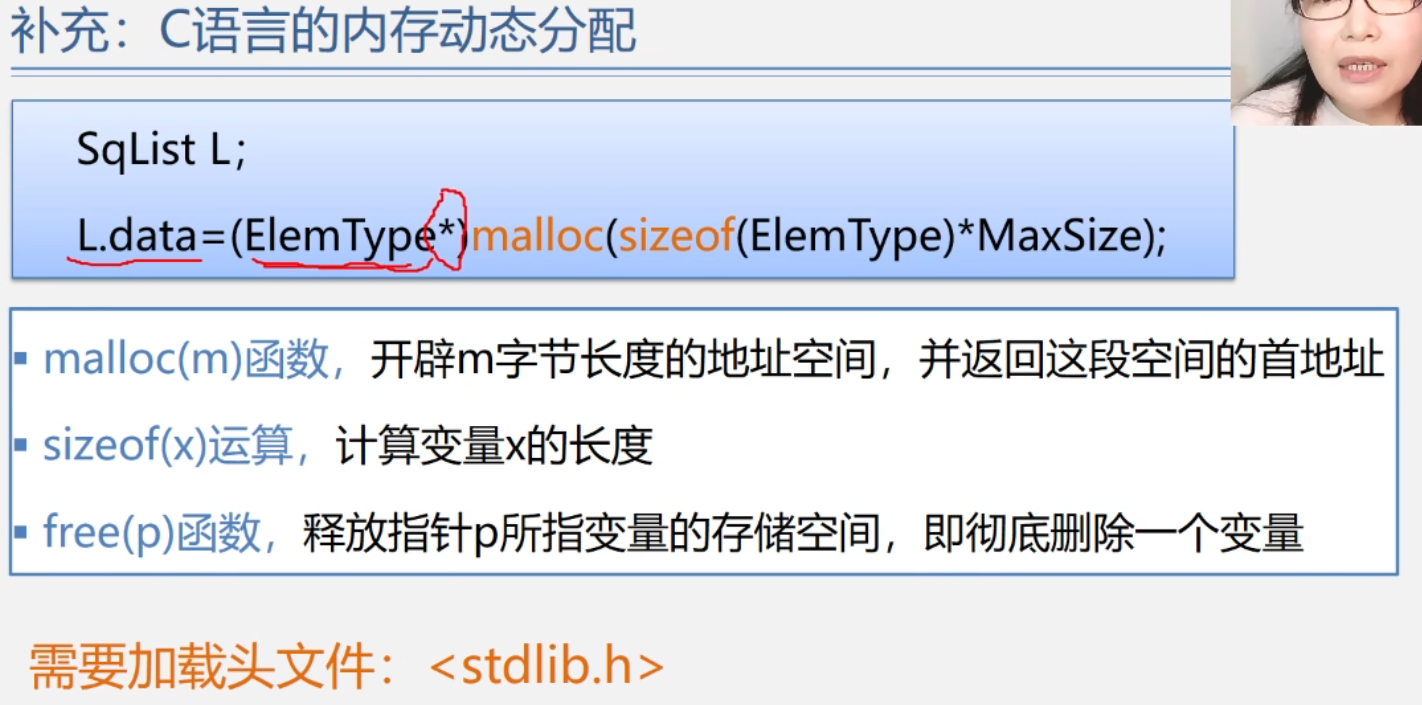 补充：C语言的内存动态分配
SqList L;
L.data=(ElemType*)malloc(sizeof(ElemType)*MaxSize);
▪ malloc(m)函数，开辟m字节长度的地址空间，并返回这段空间的首地址
▪ sizeof(x)运算，计算变量x的长度
▪ free(p)函数，释放指针p所指变量的存储空间，即彻底删除一个变量
需要加载头文件：<stdlib.h>